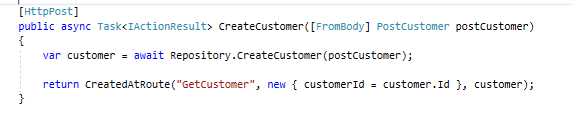 [HttpPost]
public async Task<IActionResult> CreateCustomer([FromBody] PostCustomer postCustomer)
{
var customer = await Repository.CreateCustomer(postCustomer);
return CreatedAtRoute("GetCustomer", new { customerId = customer.Id }, customer);
}